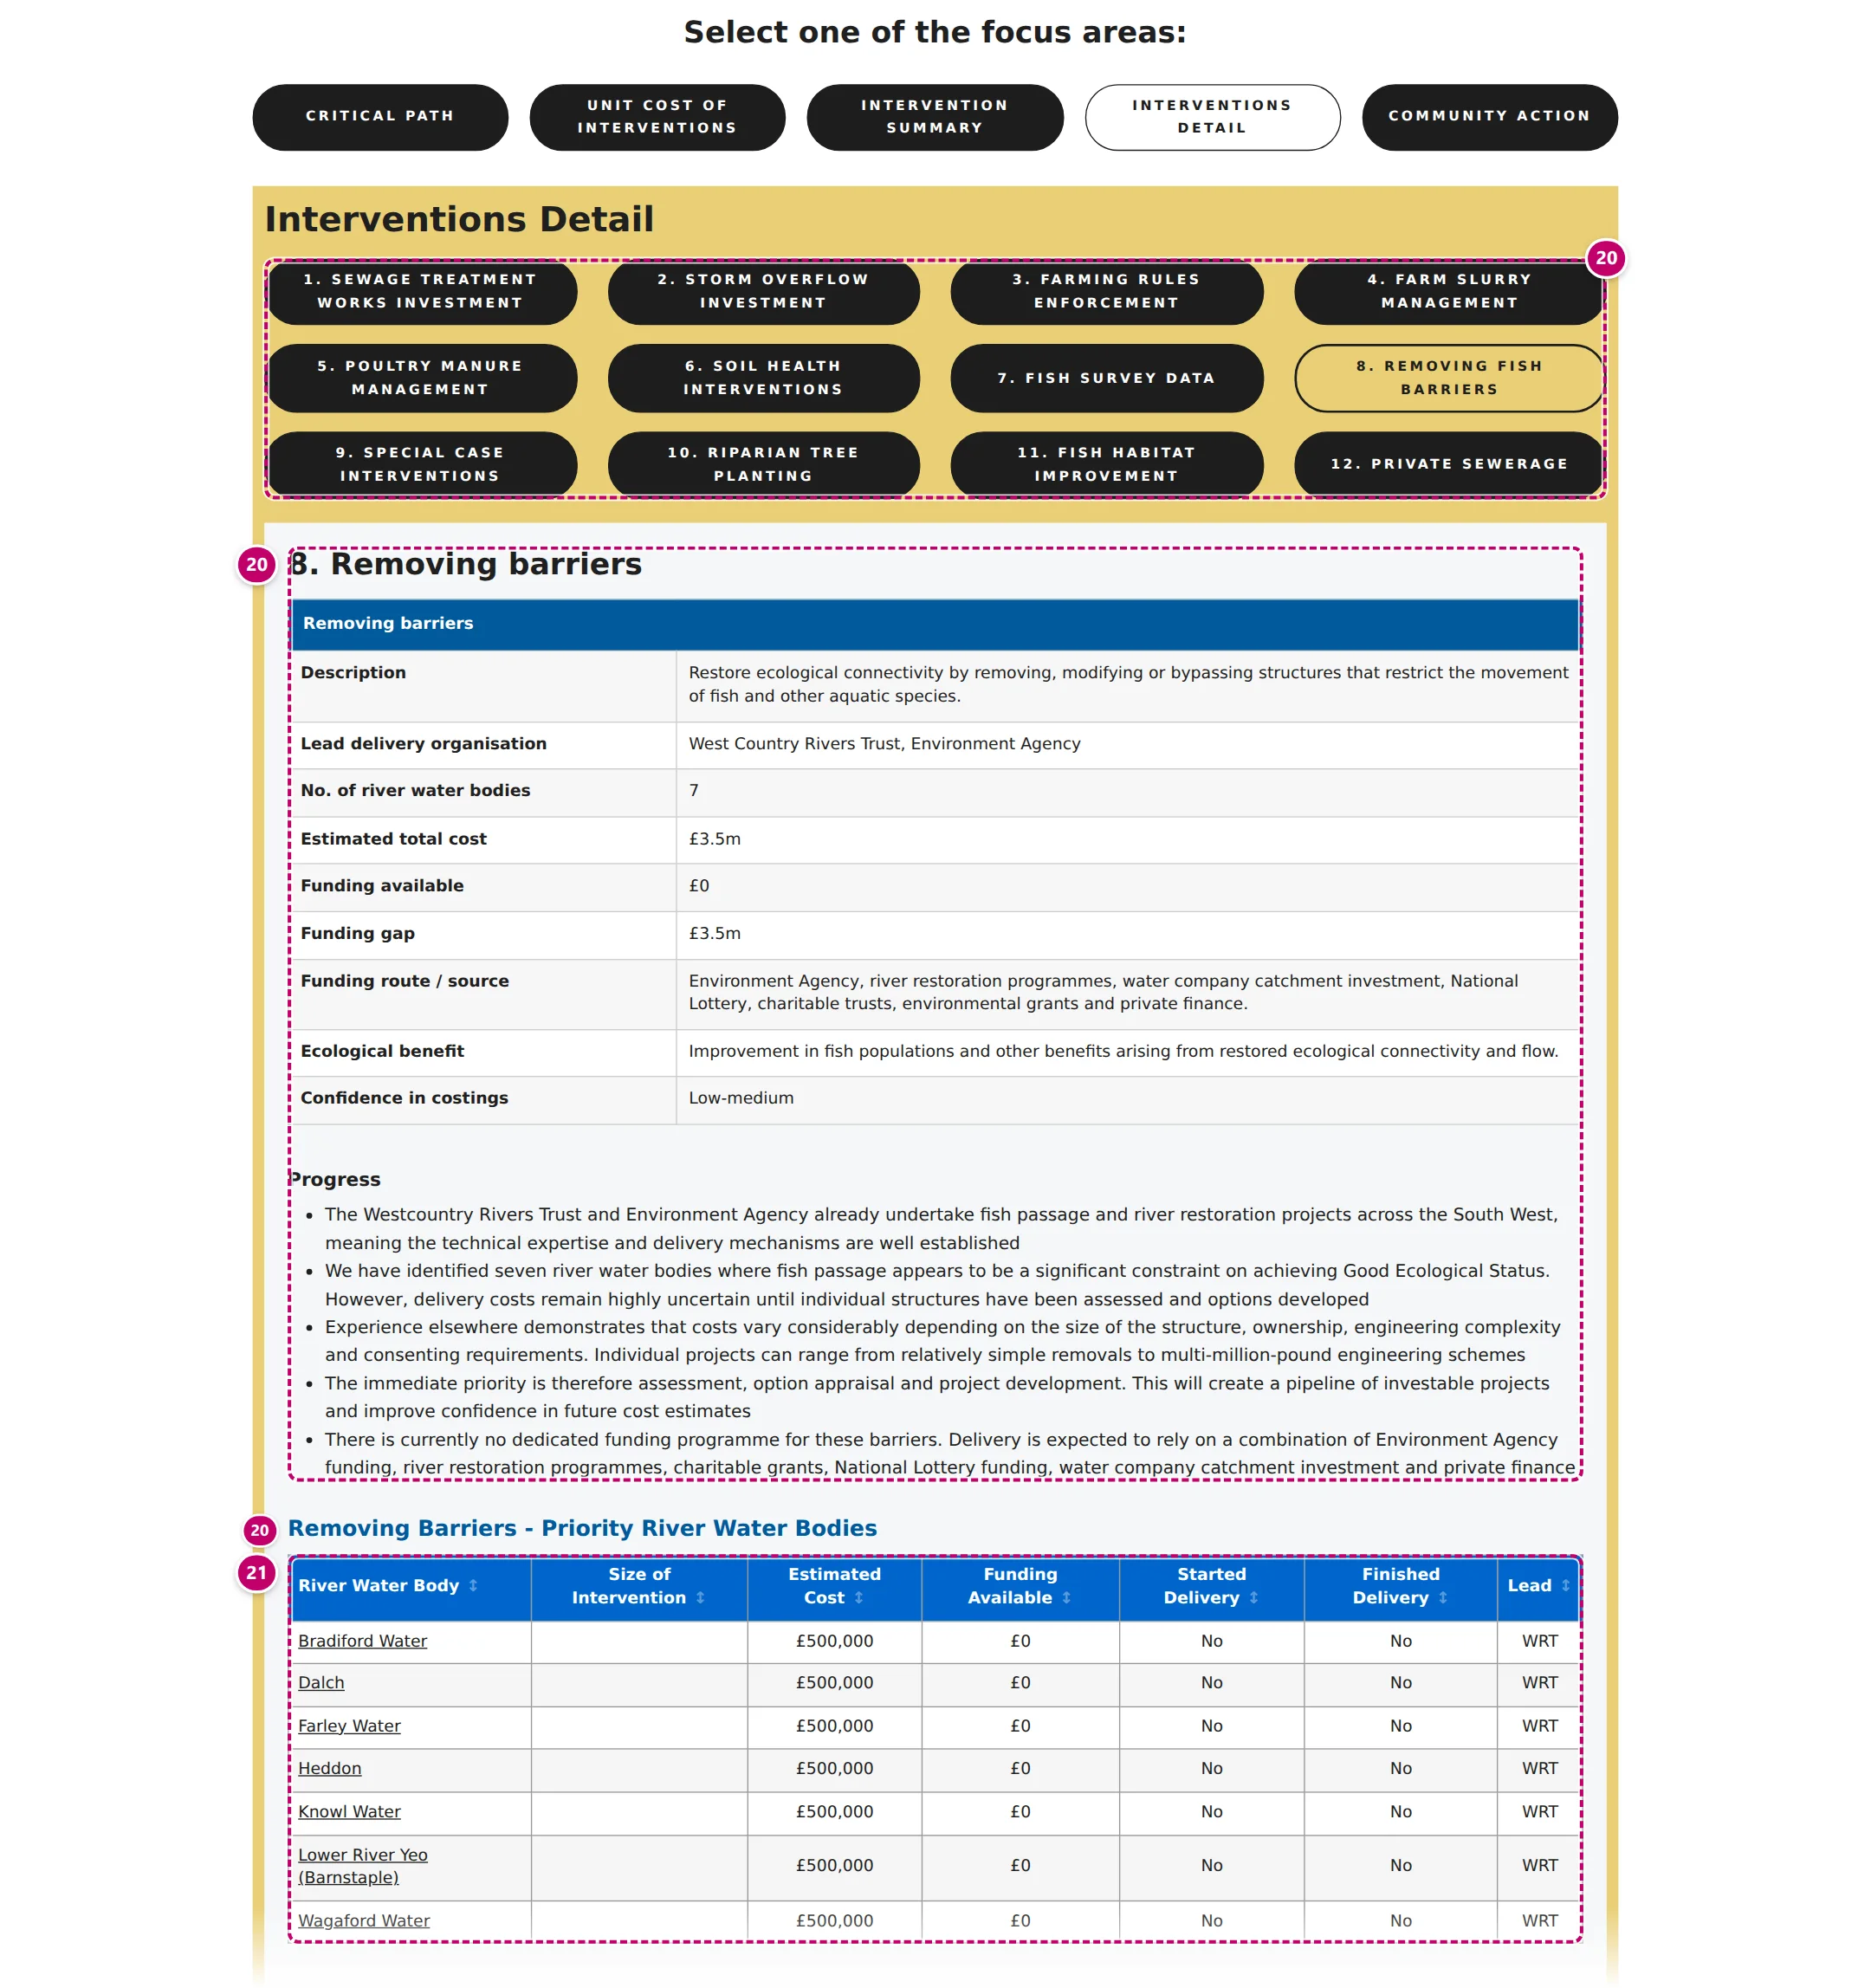 Select one of the focus areas:
CRITICAL PATH
UNIT COST OF
INTERVENTIONS
INTERVENTION
SUMMARY
INTERVENTIONS
DETAIL
COMMUNITY ACTION
Interventions Detail
20
1. SEWAGE TREATMENT
WORKS INVESTMENT
2. STORM OVERFLOW
INVESTMENT
3. FARMING RULES
ENFORCEMENT
4. FARM SLURRY
MANAGEMENT
5. POULTRY MANURE
MANAGEMENT
6. SOIL HEALTH
INTERVENTIONS
7. FISH SURVEY DATA
8. REMOVING FISH
BARRIERS
9. SPECIAL CASE
INTERVENTIONS
10. RIPARIAN TREE
PLANTING
11. FISH HABITAT
IMPROVEMENT
12. PRIVATE SEWERAGE
20
8. Removing barriers
Removing barriers
Description
Restore ecological connectivity by removing, modifying or bypassing structures that restrict the movement
of fish and other aquatic species.
Lead delivery organisation
West Country Rivers Trust, Environment Agency
No. of river water bodies
7
Estimated total cost
£3.5m
Funding available
£0
Funding gap
£3.5m
Funding route / source
Environment Agency, river restoration programmes, water company catchment investment, National
Lottery, charitable trusts, environmental grants and private finance.
Ecological benefit
Improvement in fish populations and other benefits arising from restored ecological connectivity and flow.
Confidence in costings
Low-medium
Progress
• The Westcountry Rivers Trust and Environment Agency already undertake fish passage and river restoration projects across the South West,
meaning the technical expertise and delivery mechanisms are well established
• We have identified seven river water bodies where fish passage appears to be a significant constraint on achieving Good Ecological Status.
However, delivery costs remain highly uncertain until individual structures have been assessed and options developed
• Experience elsewhere demonstrates that costs vary considerably depending on the size of the structure, ownership, engineering complexity
and consenting requirements. Individual projects can range from relatively simple removals to multi-million-pound engineering schemes
• The immediate priority is therefore assessment, option appraisal and project development. This will create a pipeline of investable projects
and improve confidence in future cost estimates
• There is currently no dedicated funding programme for these barriers. Delivery is expected to rely on a combination of Environment Agency
funding, river restoration programmes, charitable grants, National Lottery funding, water company catchment investment and private finance
20
Removing Barriers - Priority River Water Bodies
21
River Water Body ↕
Size of
Intervention ↕
Estimated
Cost ↕
Funding
Available ↕
Started
Delivery ↕
Finished
Delivery ↕
Lead ↕
Bradiford Water £500,000 £0 No No WRT
Dalch £500,000 £0 No No WRT
Farley Water £500,000 £0 No No WRT
Heddon £500,000 £0 No No WRT
Knowl Water £500,000 £0 No No WRT
Lower River Yeo
(Barnstaple) £500,000 £0 No No WRT
Wagaford Water £500,000 £0 No No WRT